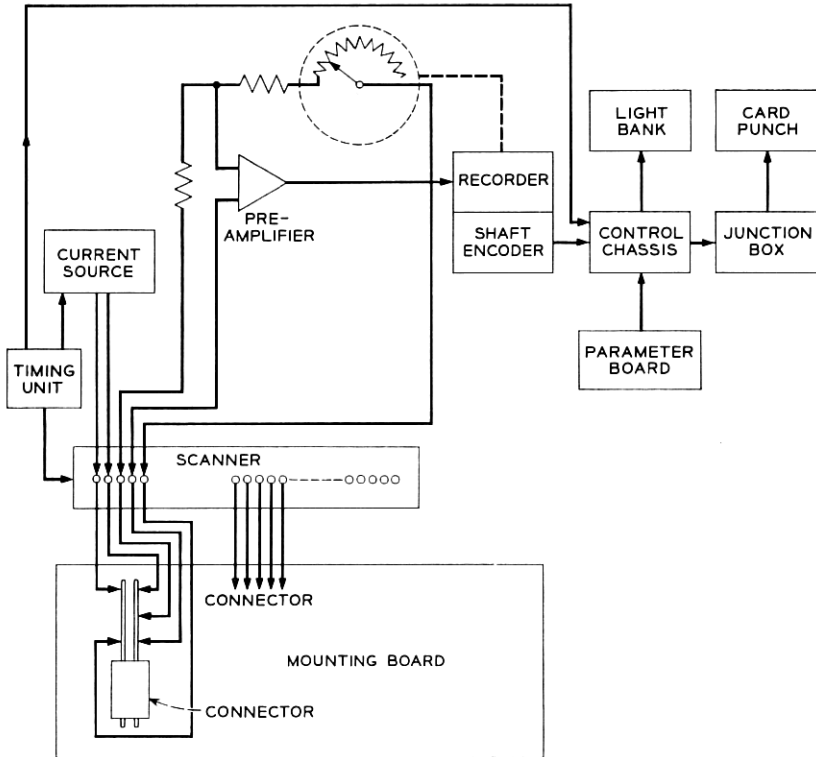 LIGHT
BANK
CARD
PUNCH
RECORDER
PRE-
AMPLIFIER
SHAFT
ENCODER
CONTROL
CHASSIS
JUNCTION
BOX
CURRENT
SOURCE
TIMING
UNIT
PARAMETER
BOARD
SCANNER
CONNECTOR
MOUNTING BOARD
CONNECTOR